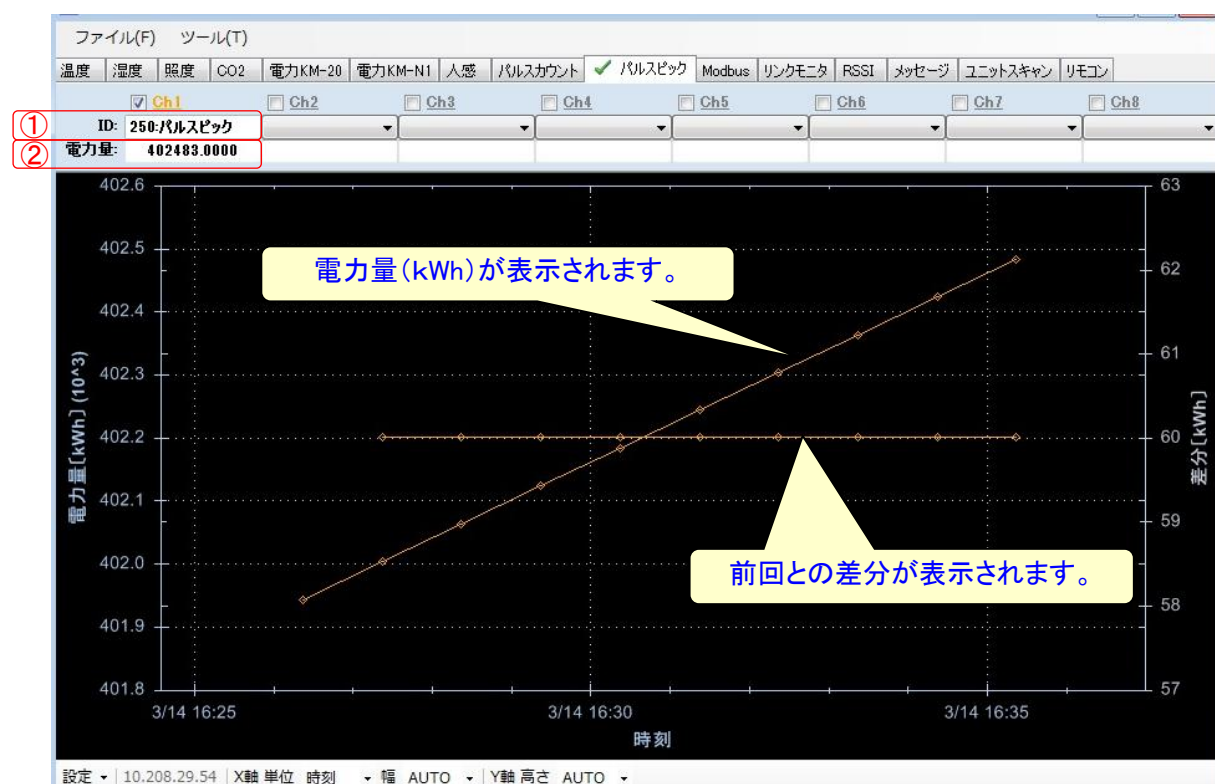 ファイル(F) ツール(T)
温度 湿度 照度 CO2 電力KM-20 電力KM-N1 人感 パルスカウント パルスピック Modbus リンクモニタ RSSI メッセージ ユニットスキャン リモコン
Ch1 Ch2 Ch3 Ch4 Ch5 Ch6 Ch7 Ch8
① ID: 250:パルスピック
② 電力量: 402483.0000
402.6 63
402.5
電力量(kWh)が表示されます。
62
402.4
61
402.3
402.2 60
402.1
59
402.0
前回との差分が表示されます。
58
401.9
401.8 57
電力量[kWh] (10^3)
差分[kWh]
3/14 16:25 3/14 16:30 3/14 16:35
時刻
設定 10.208.29.54 X軸 単位 時刻 幅 AUTO Y軸 高さ AUTO